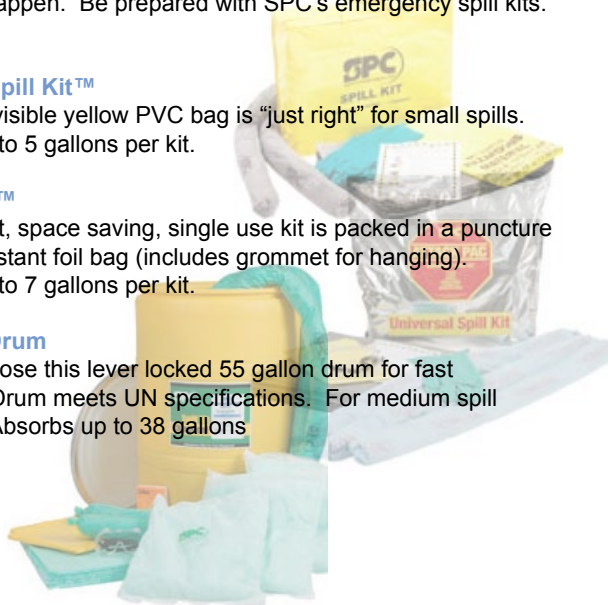 appen.  Be prepared with SPC's emergency spill kits.
SPC
SPILL KIT
pill Kit™
visible yellow PVC bag is “just right” for small spills.
to 5 gallons per kit.
™
t, space saving, single use kit is packed in a puncture
stant foil bag (includes grommet for hanging).
to 7 gallons per kit.
Universal Spill Kit
Drum
ose this lever locked 55 gallon drum for fast
Drum meets UN specifications.  For medium spill
Absorbs up to 38 gallons
SPC